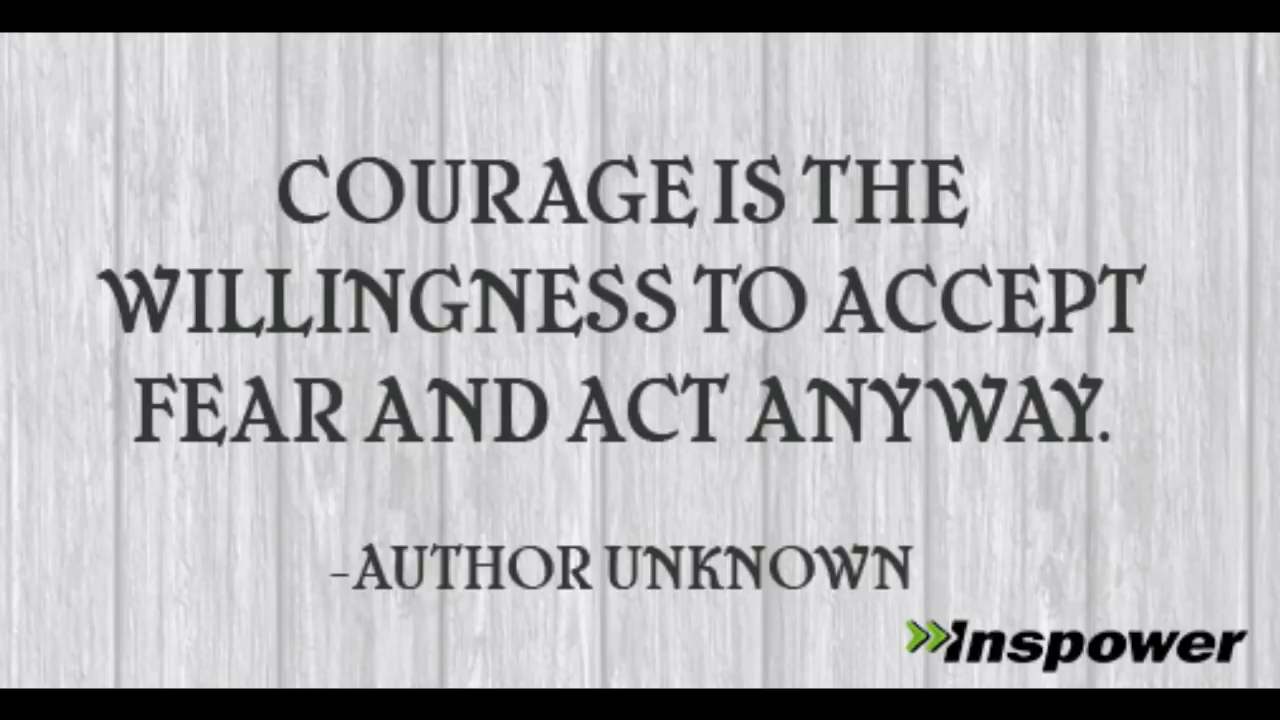 COURAGE IS THE
WILLINGNESS TO ACCEPT
FEAR AND ACT ANYWAY.
-AUTHOR UNKNOWN
Inspower